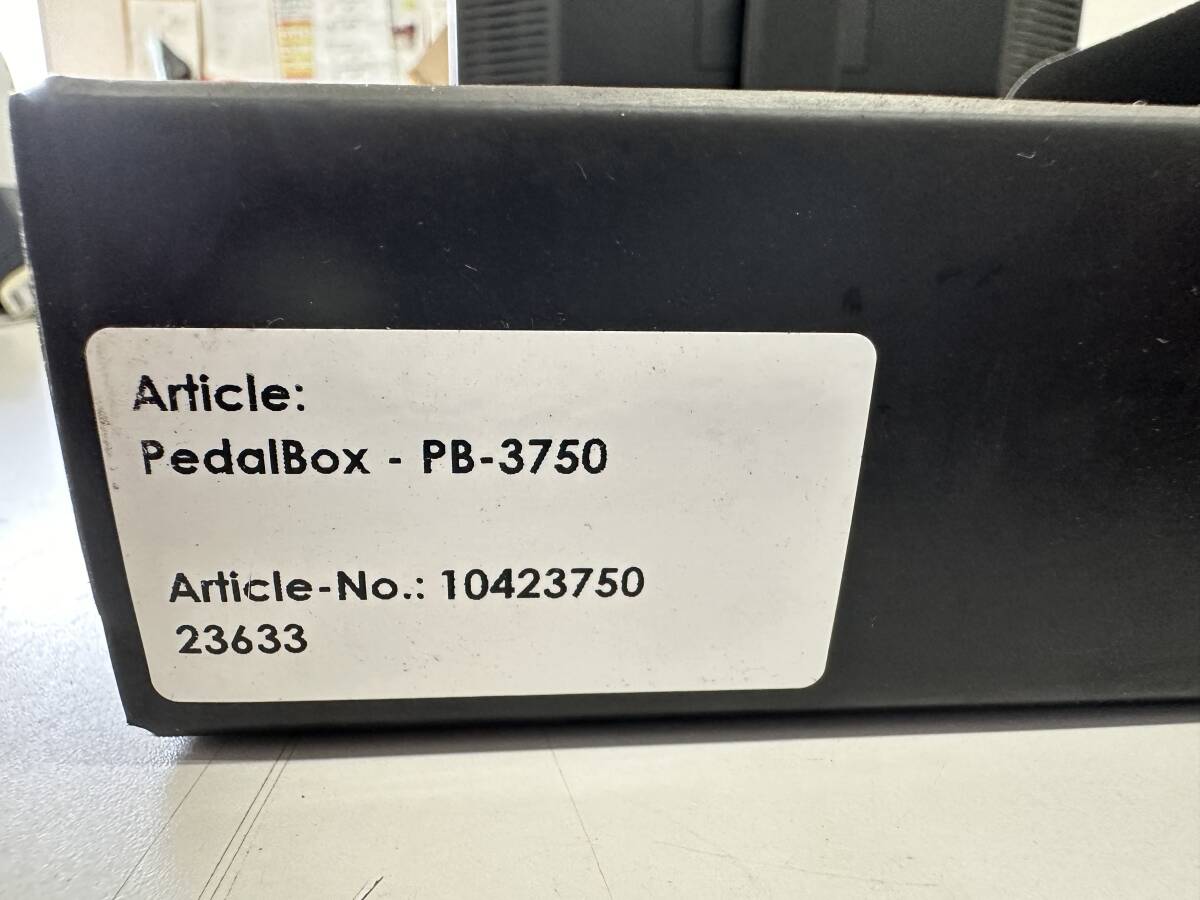 Article:
PedalBox - PB-3750
Article-No.: 10423750
23633